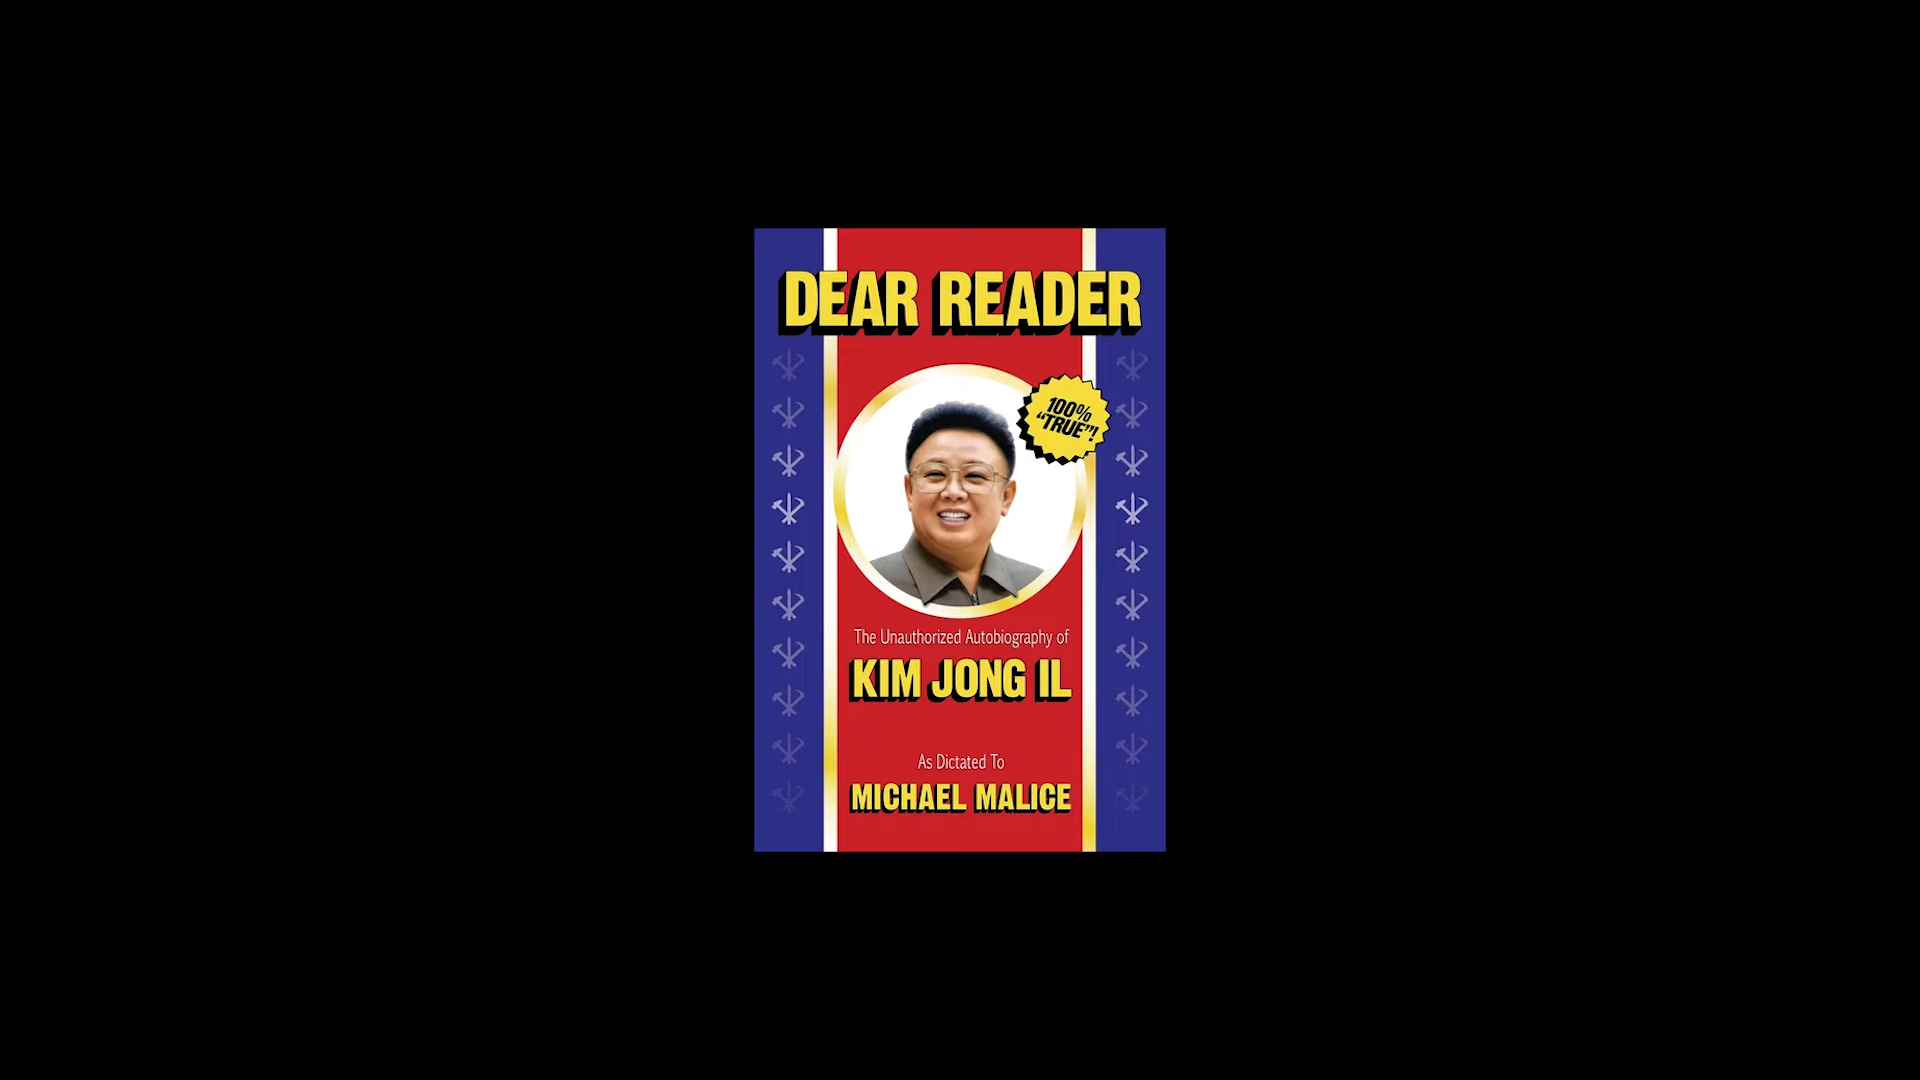 DEAR READER
100%
“TRUE”!
The Unauthorized Autobiography of
KIM JONG IL
As Dictated To
MICHAEL MALICE